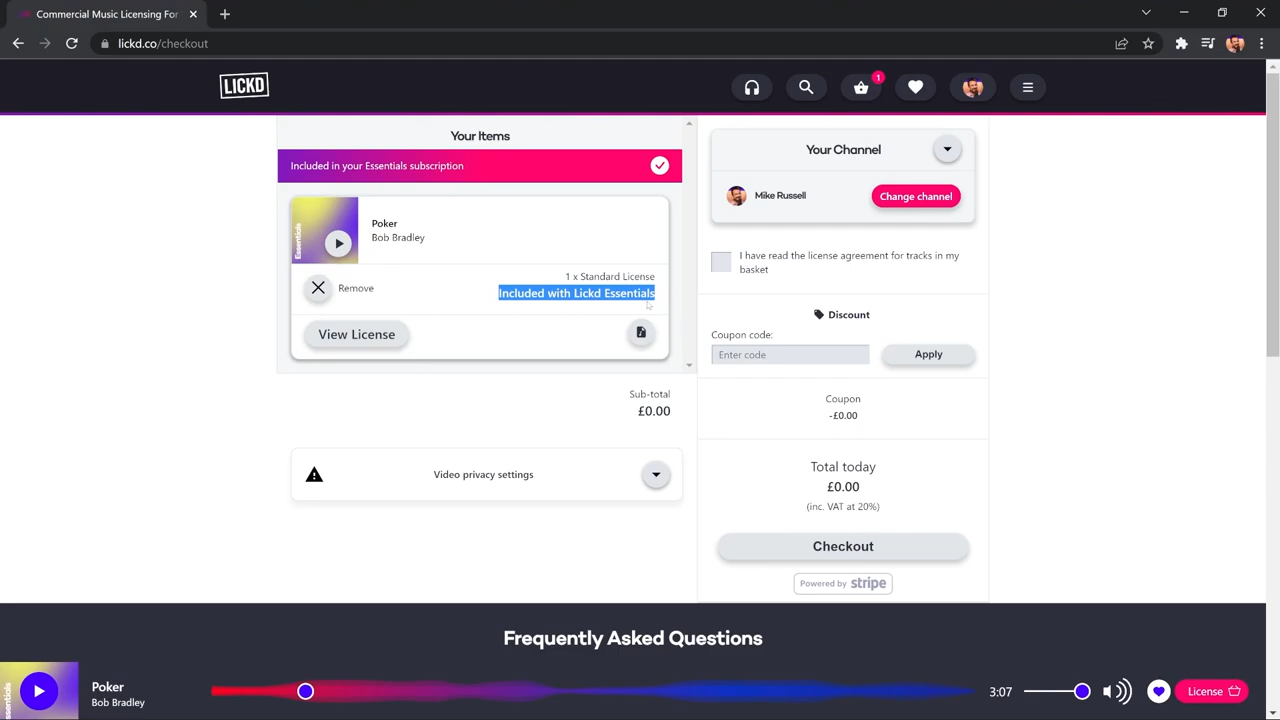 Commercial Music Licensing For
lickd.co/checkout
LICKD
1
Your Items
Included in your Essentials subscription
Essentials
Poker
Bob Bradley
1 x Standard License
Remove
Included with Lickd Essentials
View License
Sub-total
£0.00
Video privacy settings
Your Channel
Mike Russell
Change channel
I have read the license agreement for tracks in my
basket
Discount
Coupon code:
Enter code
Apply
Coupon
-£0.00
Total today
£0.00
(inc. VAT at 20%)
Checkout
Powered by stripe
Frequently Asked Questions
Essentials
Poker
Bob Bradley
3:07
License